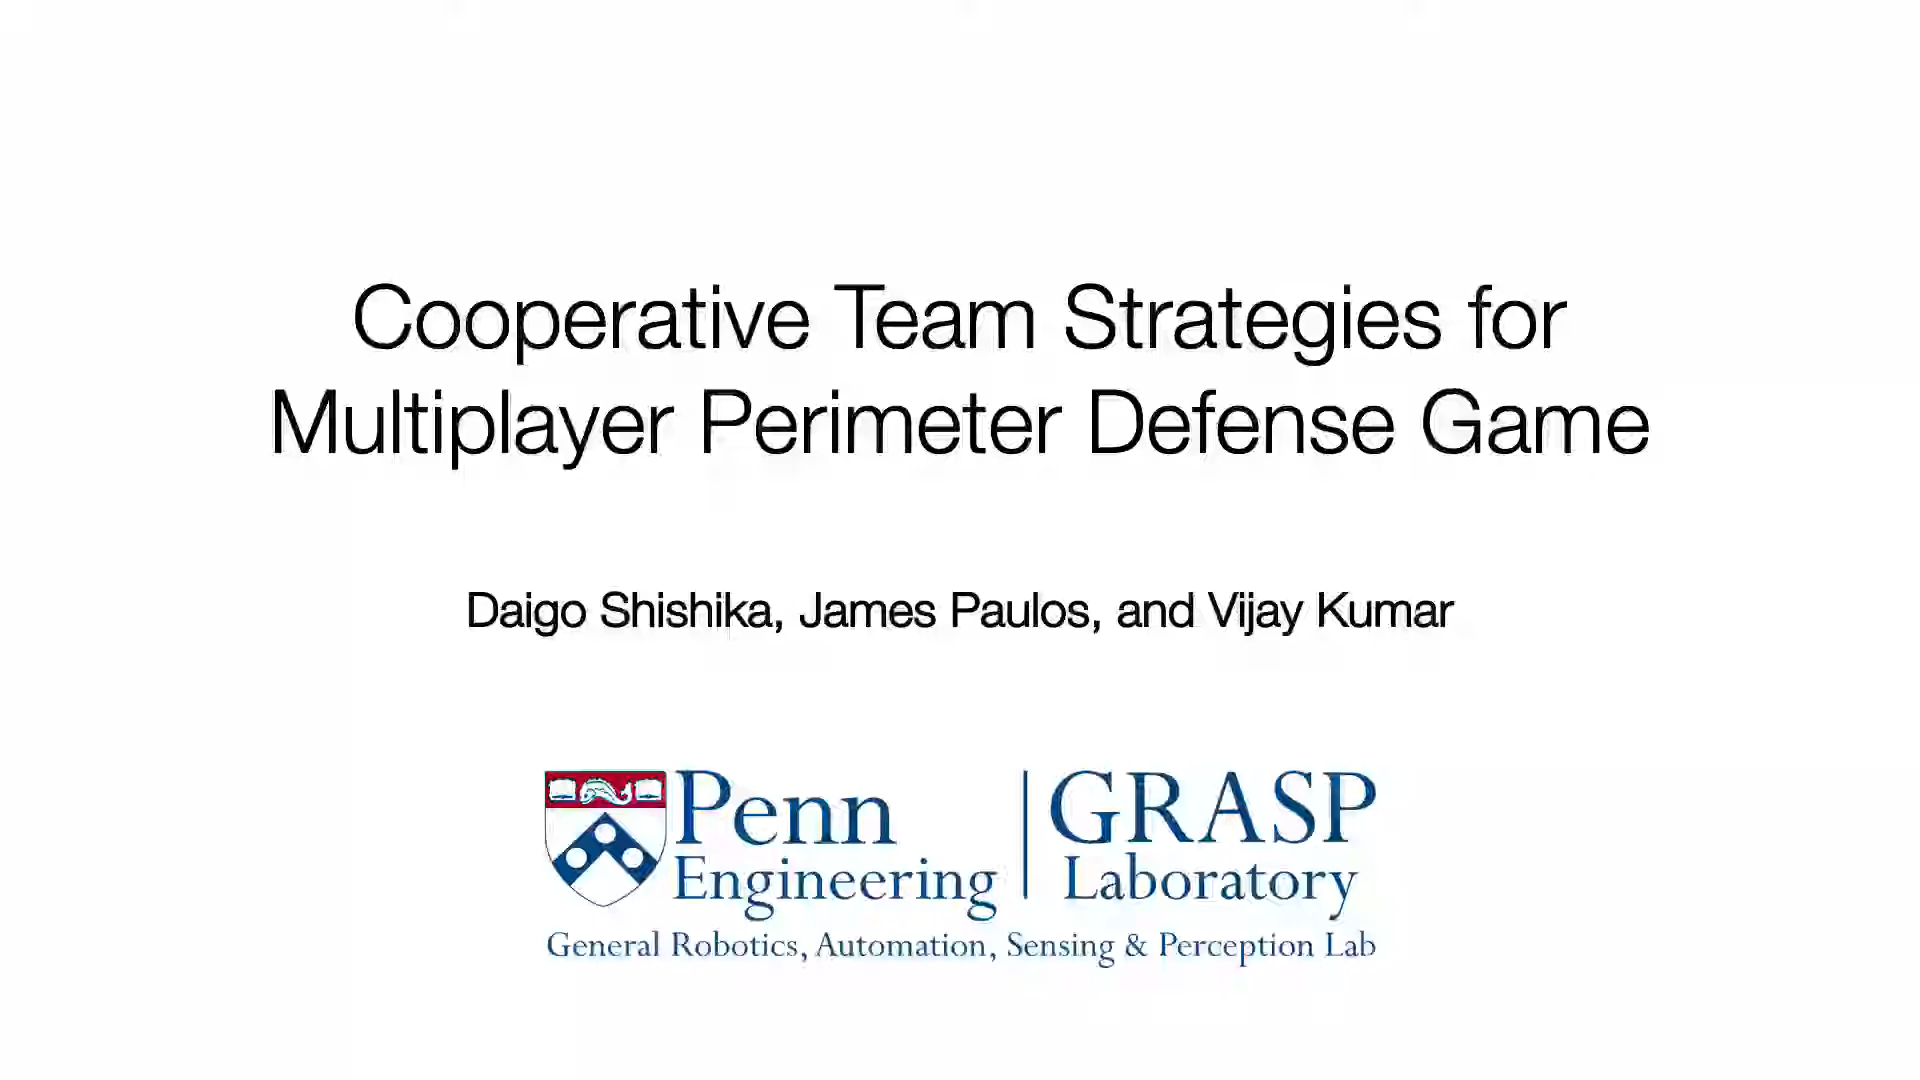 Cooperative Team Strategies for
Multiplayer Perimeter Defense Game
Daigo Shishika, James Paulos, and Vijay Kumar
Penn
Engineering
GRASP
Laboratory
General Robotics, Automation, Sensing & Perception Lab